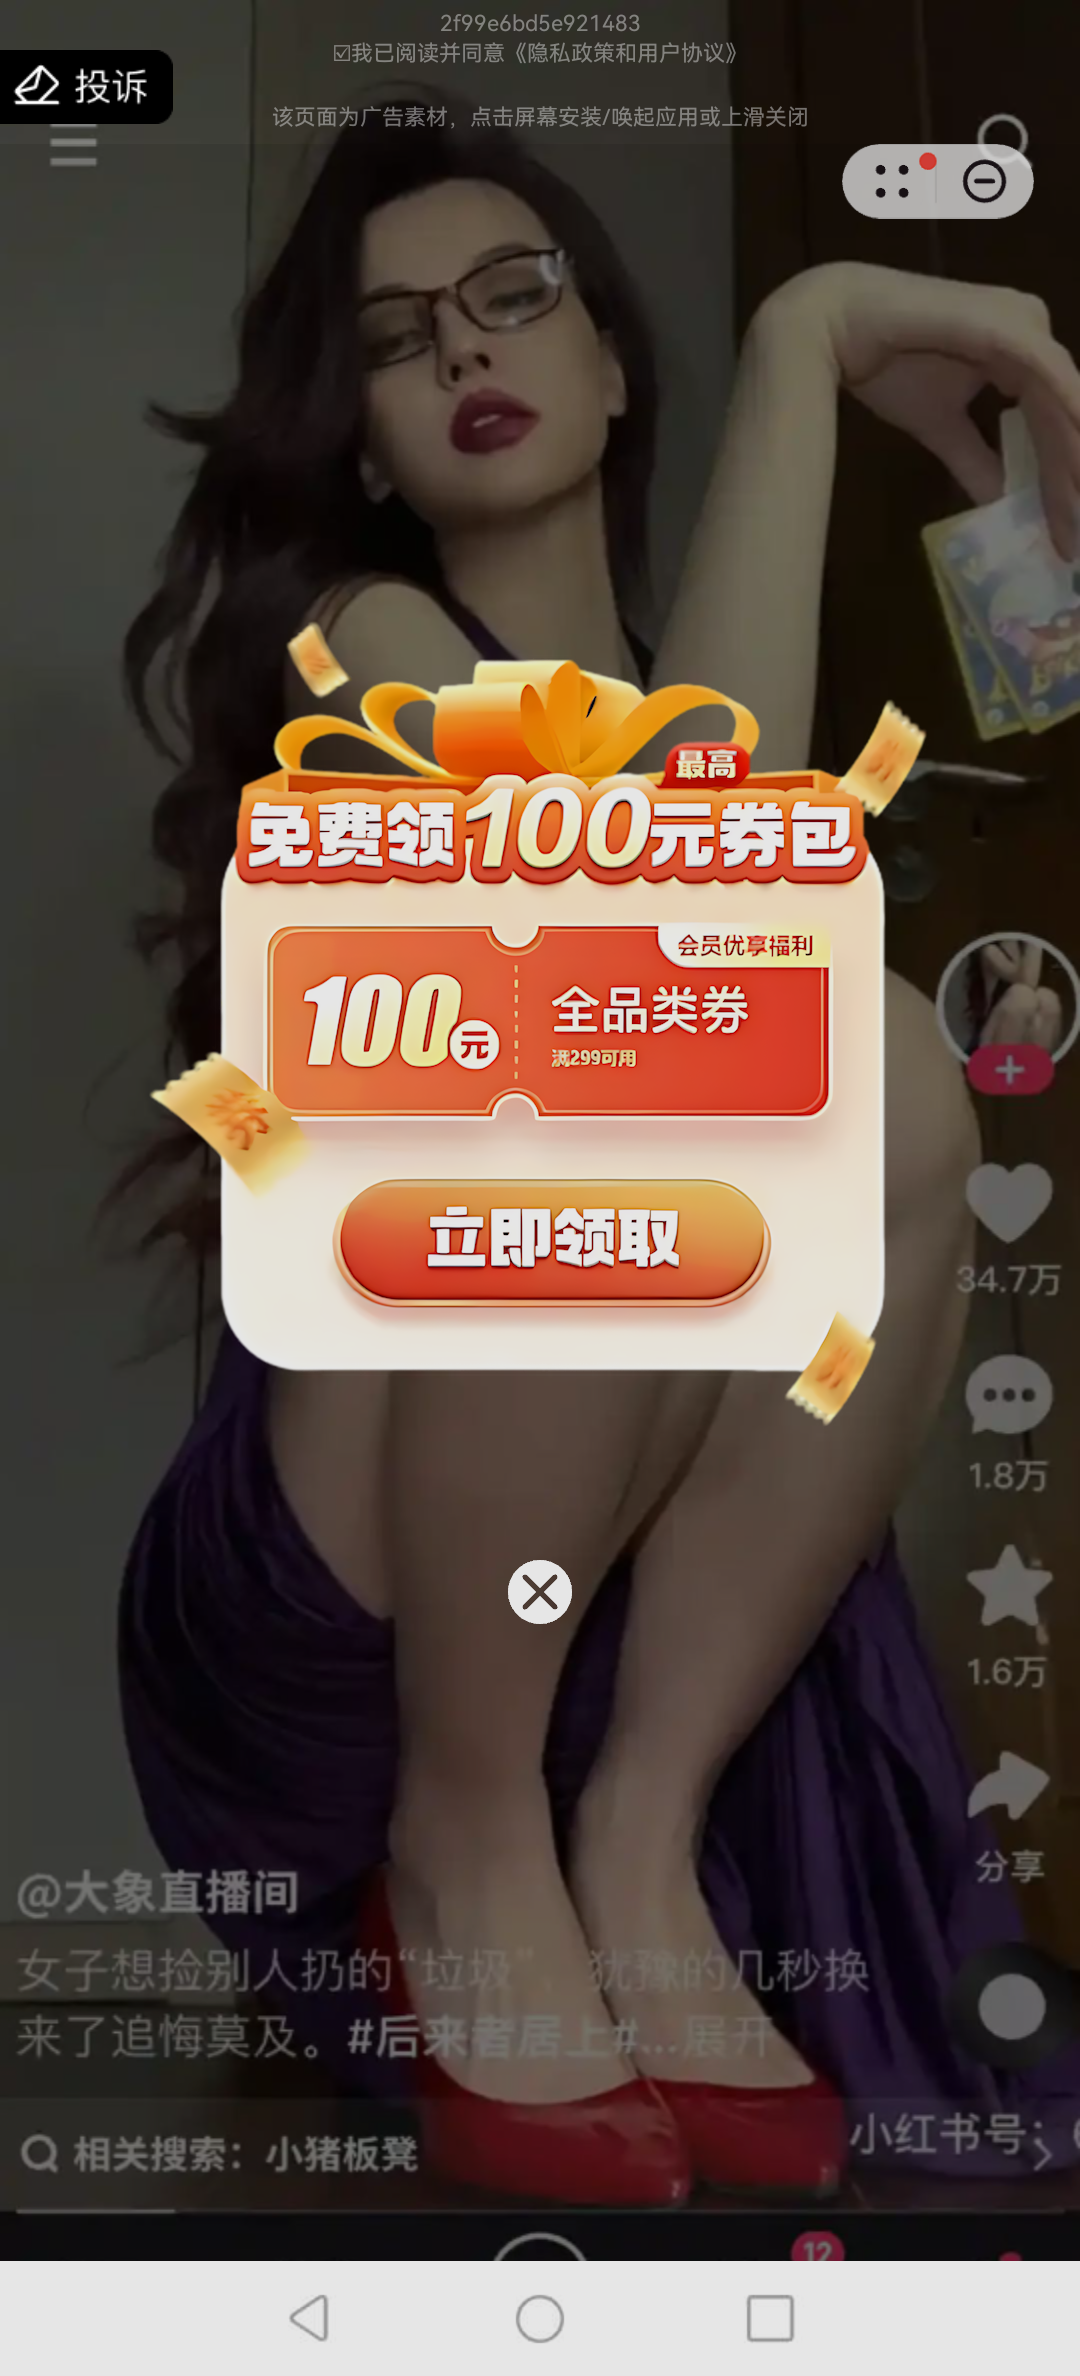 2f99e6bd5e921483
☑我已阅读并同意《隐私政策和用户协议》
投诉
该页面为广告素材，点击屏幕安装/唤起应用或上滑关闭
最高
免费领100元券包
会员优享福利
100元
全品类券
满299可用
券
立即领取
34.7万
1.8万
1.6万
分享
@大象直播间
女子想捡别人扔的“垃圾”，犹豫的几秒换
来了追悔莫及。#后来者居上#...展开
小红书号：
相关搜索：小猪板凳
12